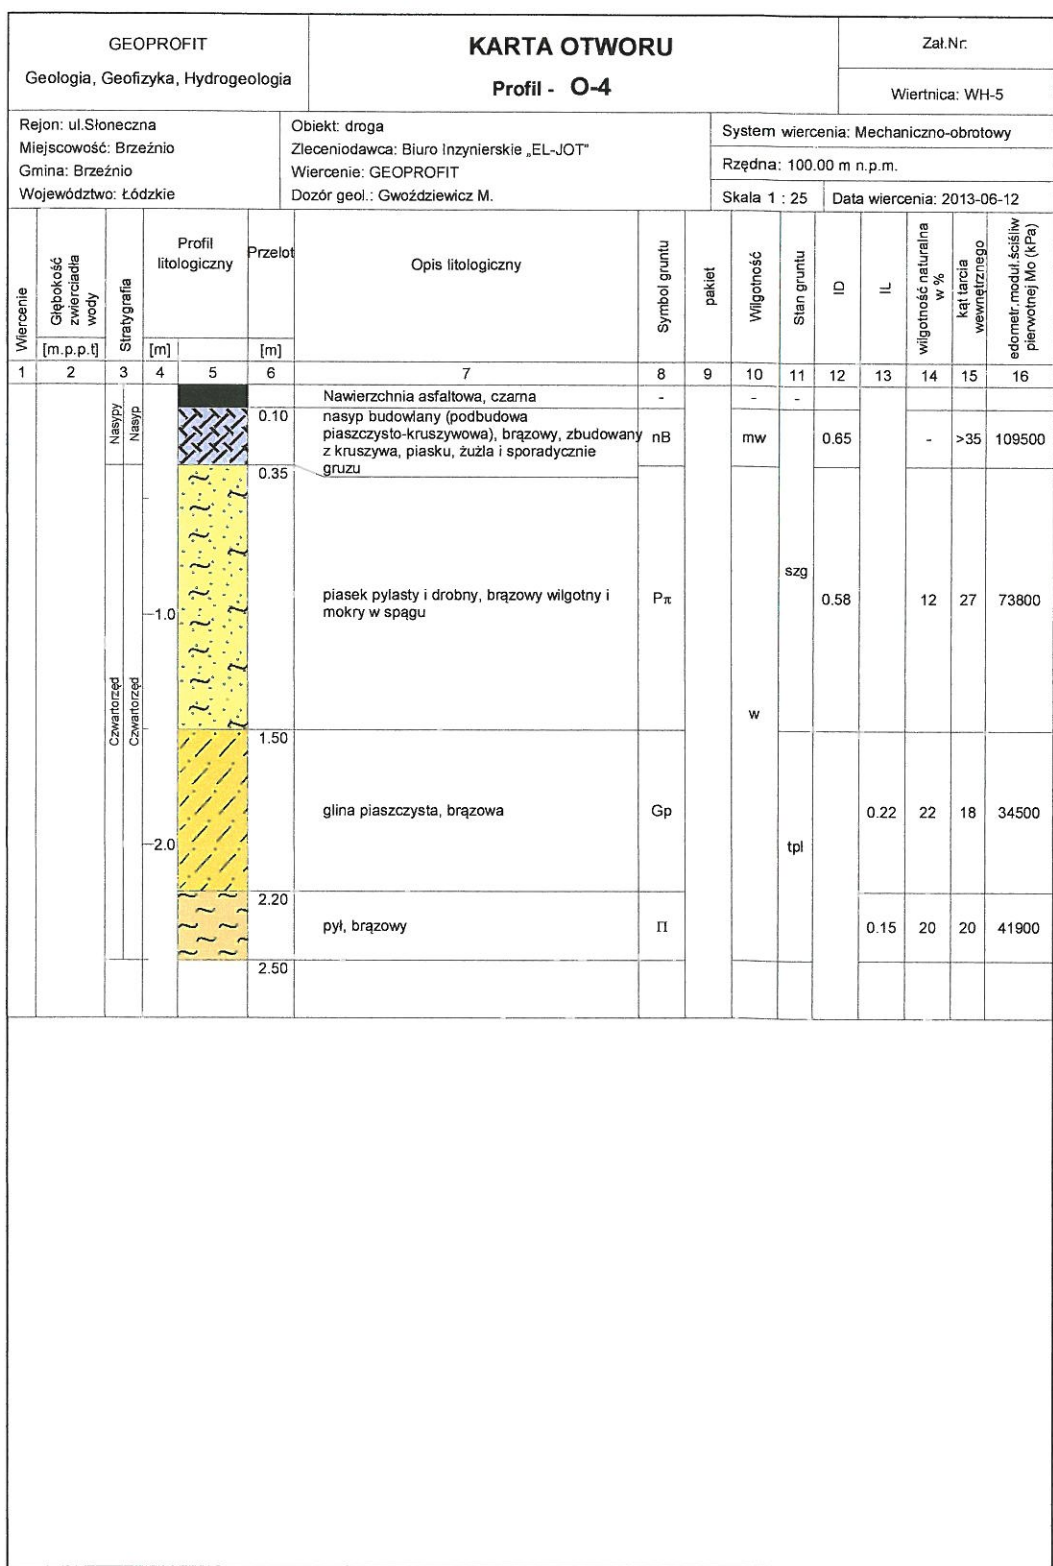 GEOPROFIT
Geologia, Geofizyka, Hydrogeologia
KARTA OTWORU
Profil - O-4
Zał.Nr:
Wiertnica: WH-5
Rejon: ul.Słoneczna
Miejscowość: Brzeźnio
Gmina: Brzeźnio
Województwo: Łódzkie
Obiekt: droga
Zleceniodawca: Biuro Inzynierskie „EL-JOT"
Wiercenie: GEOPROFIT
Dozór geol.: Gwoździewicz M.
System wiercenia: Mechaniczno-obrotowy
Rzędna: 100.00 m n.p.m.
Skala 1 : 25
Data wiercenia: 2013-06-12
Wiercenie
Głębokość zwierciadła wody
[m.p.p.t]
Stratygrafia
Profil litologiczny
[m]
Przelot
[m]
Opis litologiczny
Symbol gruntu
pakiet
Wilgotność
Stan gruntu
ID
IL
wilgotność naturalna w %
kąt tarcia wewnętrznego
edometr.moduł.ściśliw pierwotnej Mo (kPa)
1 2 3 4 5 6 7 8 9 10 11 12 13 14 15 16
Nasypy
Nasyp
Nawierzchnia asfaltowa, czarna - - -
0.10
nasyp budowlany (podbudowa
piaszczysto-kruszywowa), brązowy, zbudowany
z kruszywa, piasku, żużla i sporadycznie
gruzu
nB mw 0.65 - >35 109500
0.35
Czwartorzęd
Czwartorzęd
1.0
piasek pylasty i drobny, brązowy wilgotny i
mokry w spągu
Pπ
szg
0.58 12 27 73800
w
1.50
glina piaszczysta, brązowa Gp 0.22 22 18 34500
2.0
tpl
2.20
pył, brązowy Π 0.15 20 20 41900
2.50